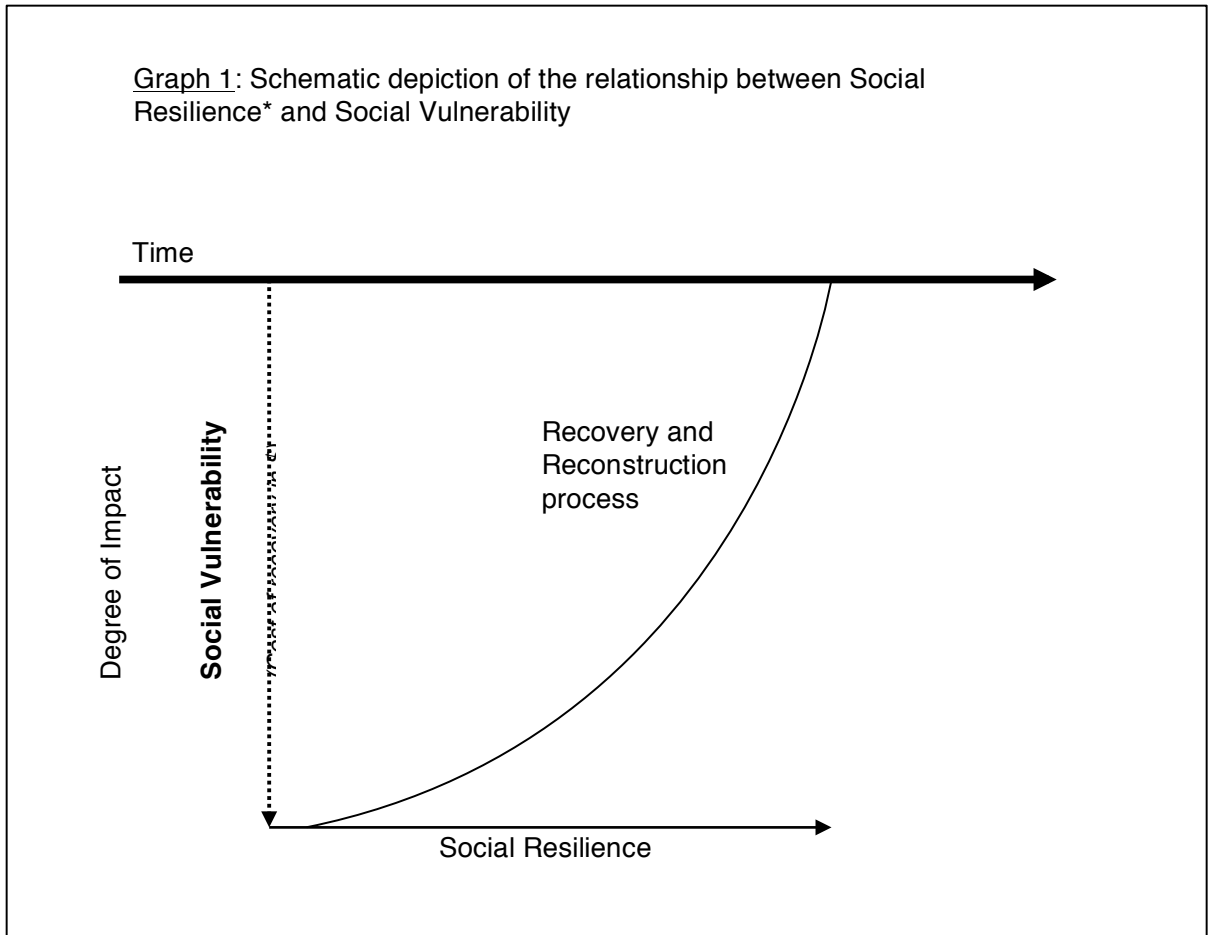 Graph 1: Schematic depiction of the relationship between Social
Resilience* and Social Vulnerability
Time
Degree of Impact
Social Vulnerability
Recovery and
Reconstruction
process
Social Resilience